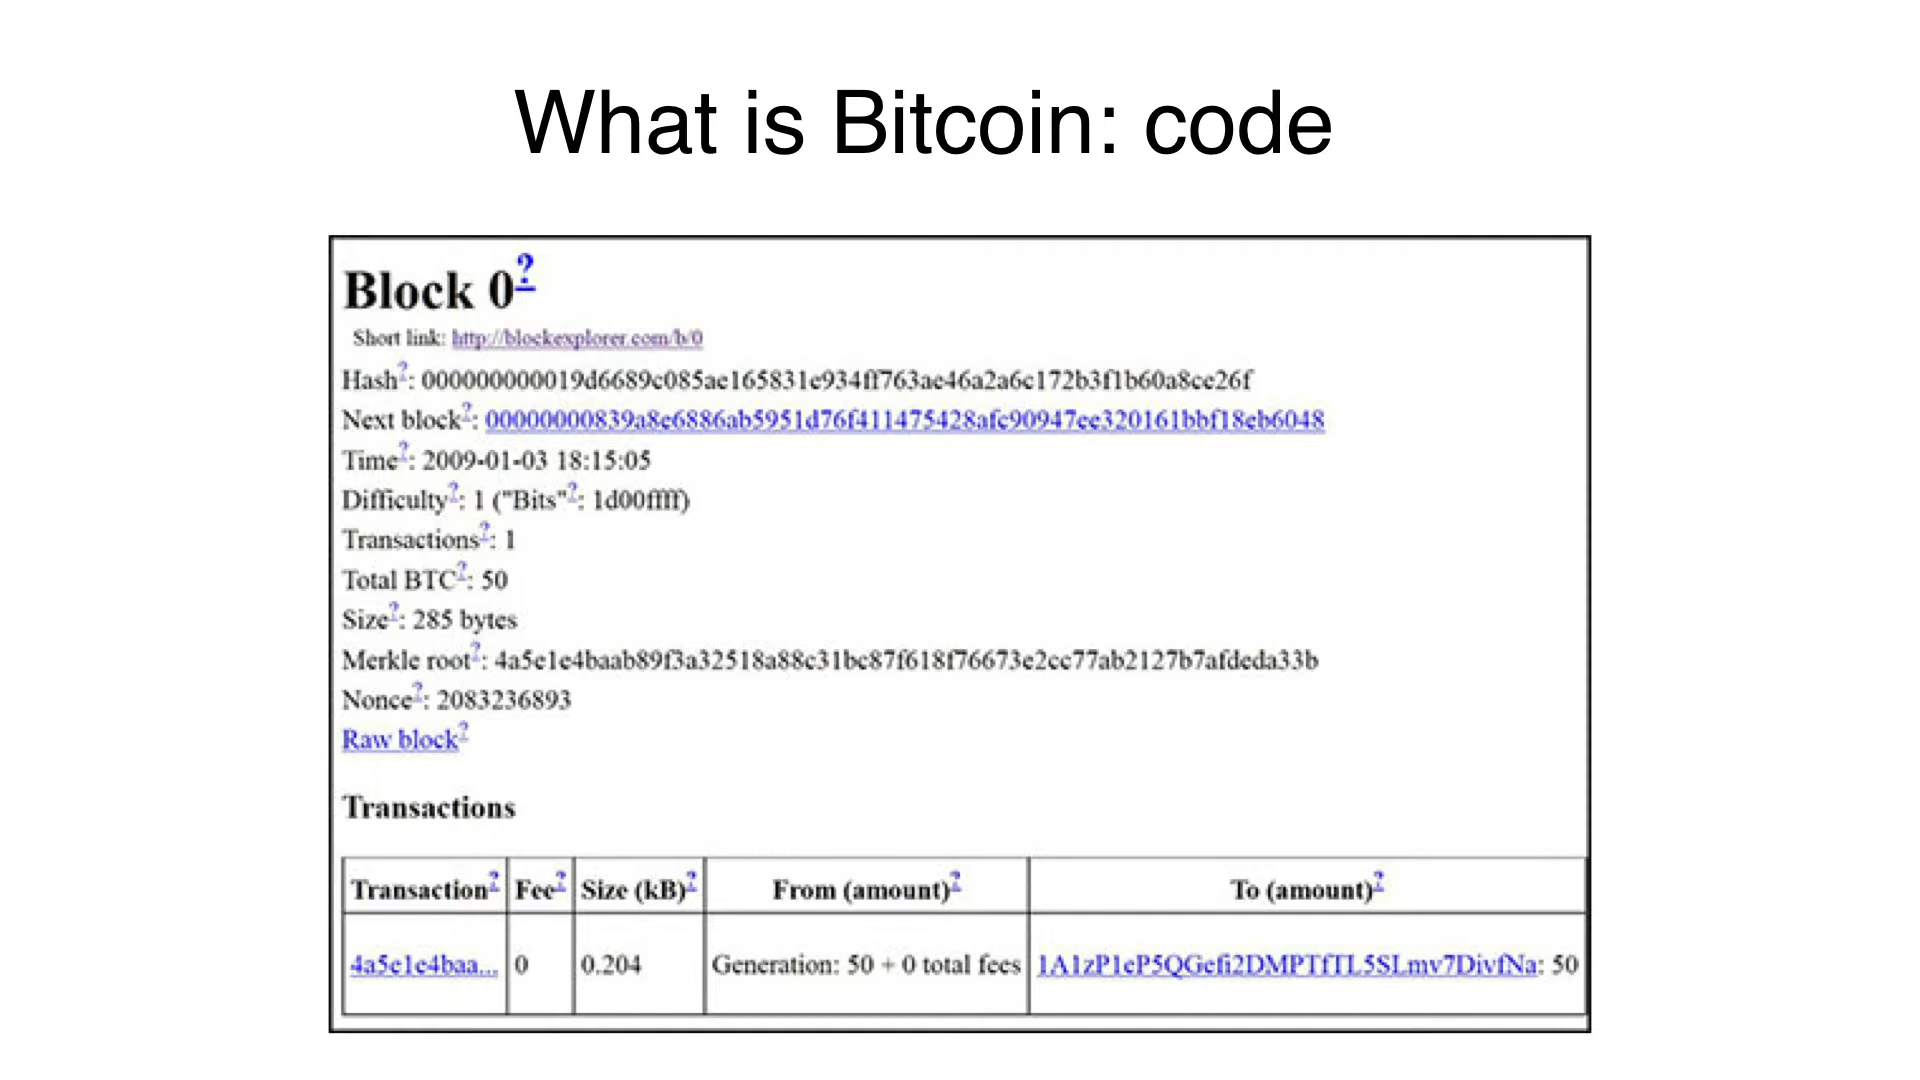 What is Bitcoin: code
Block 0?
Short link: http://blockexplorer.com/b/0
Hash?: 000000000019d6689c085ae165831e934ff763ae46a2a6c172b3f1b60a8ce26f
Next block?: 00000000839a8e6886ab5951d76f411475428afc90947ee320161bbf18eb6048
Time?: 2009-01-03 18:15:05
Difficulty?: 1 ("Bits"?: 1d00ffff)
Transactions?: 1
Total BTC?: 50
Size?: 285 bytes
Merkle root?: 4a5e1e4baab89f3a32518a88c31bc87f618f76673e2cc77ab2127b7afdeda33b
Nonce?: 2083236893
Raw block?
Transactions
Transaction? Fee? Size (kB)? From (amount)? To (amount)?
4a5e1e4baa... 0 0.204 Generation: 50 + 0 total fees 1A1zP1eP5QGefi2DMPTfTL5SLmv7DivfNa: 50